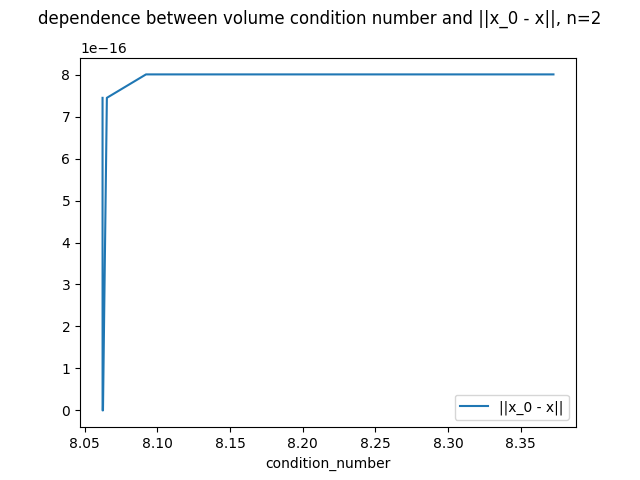 dependence between volume condition number and ||x_0 - x||, n=2
1e−16
8
7
6
5
4
3
2
1
0
8.05 8.10 8.15 8.20 8.25 8.30 8.35
condition_number
||x_0 - x||